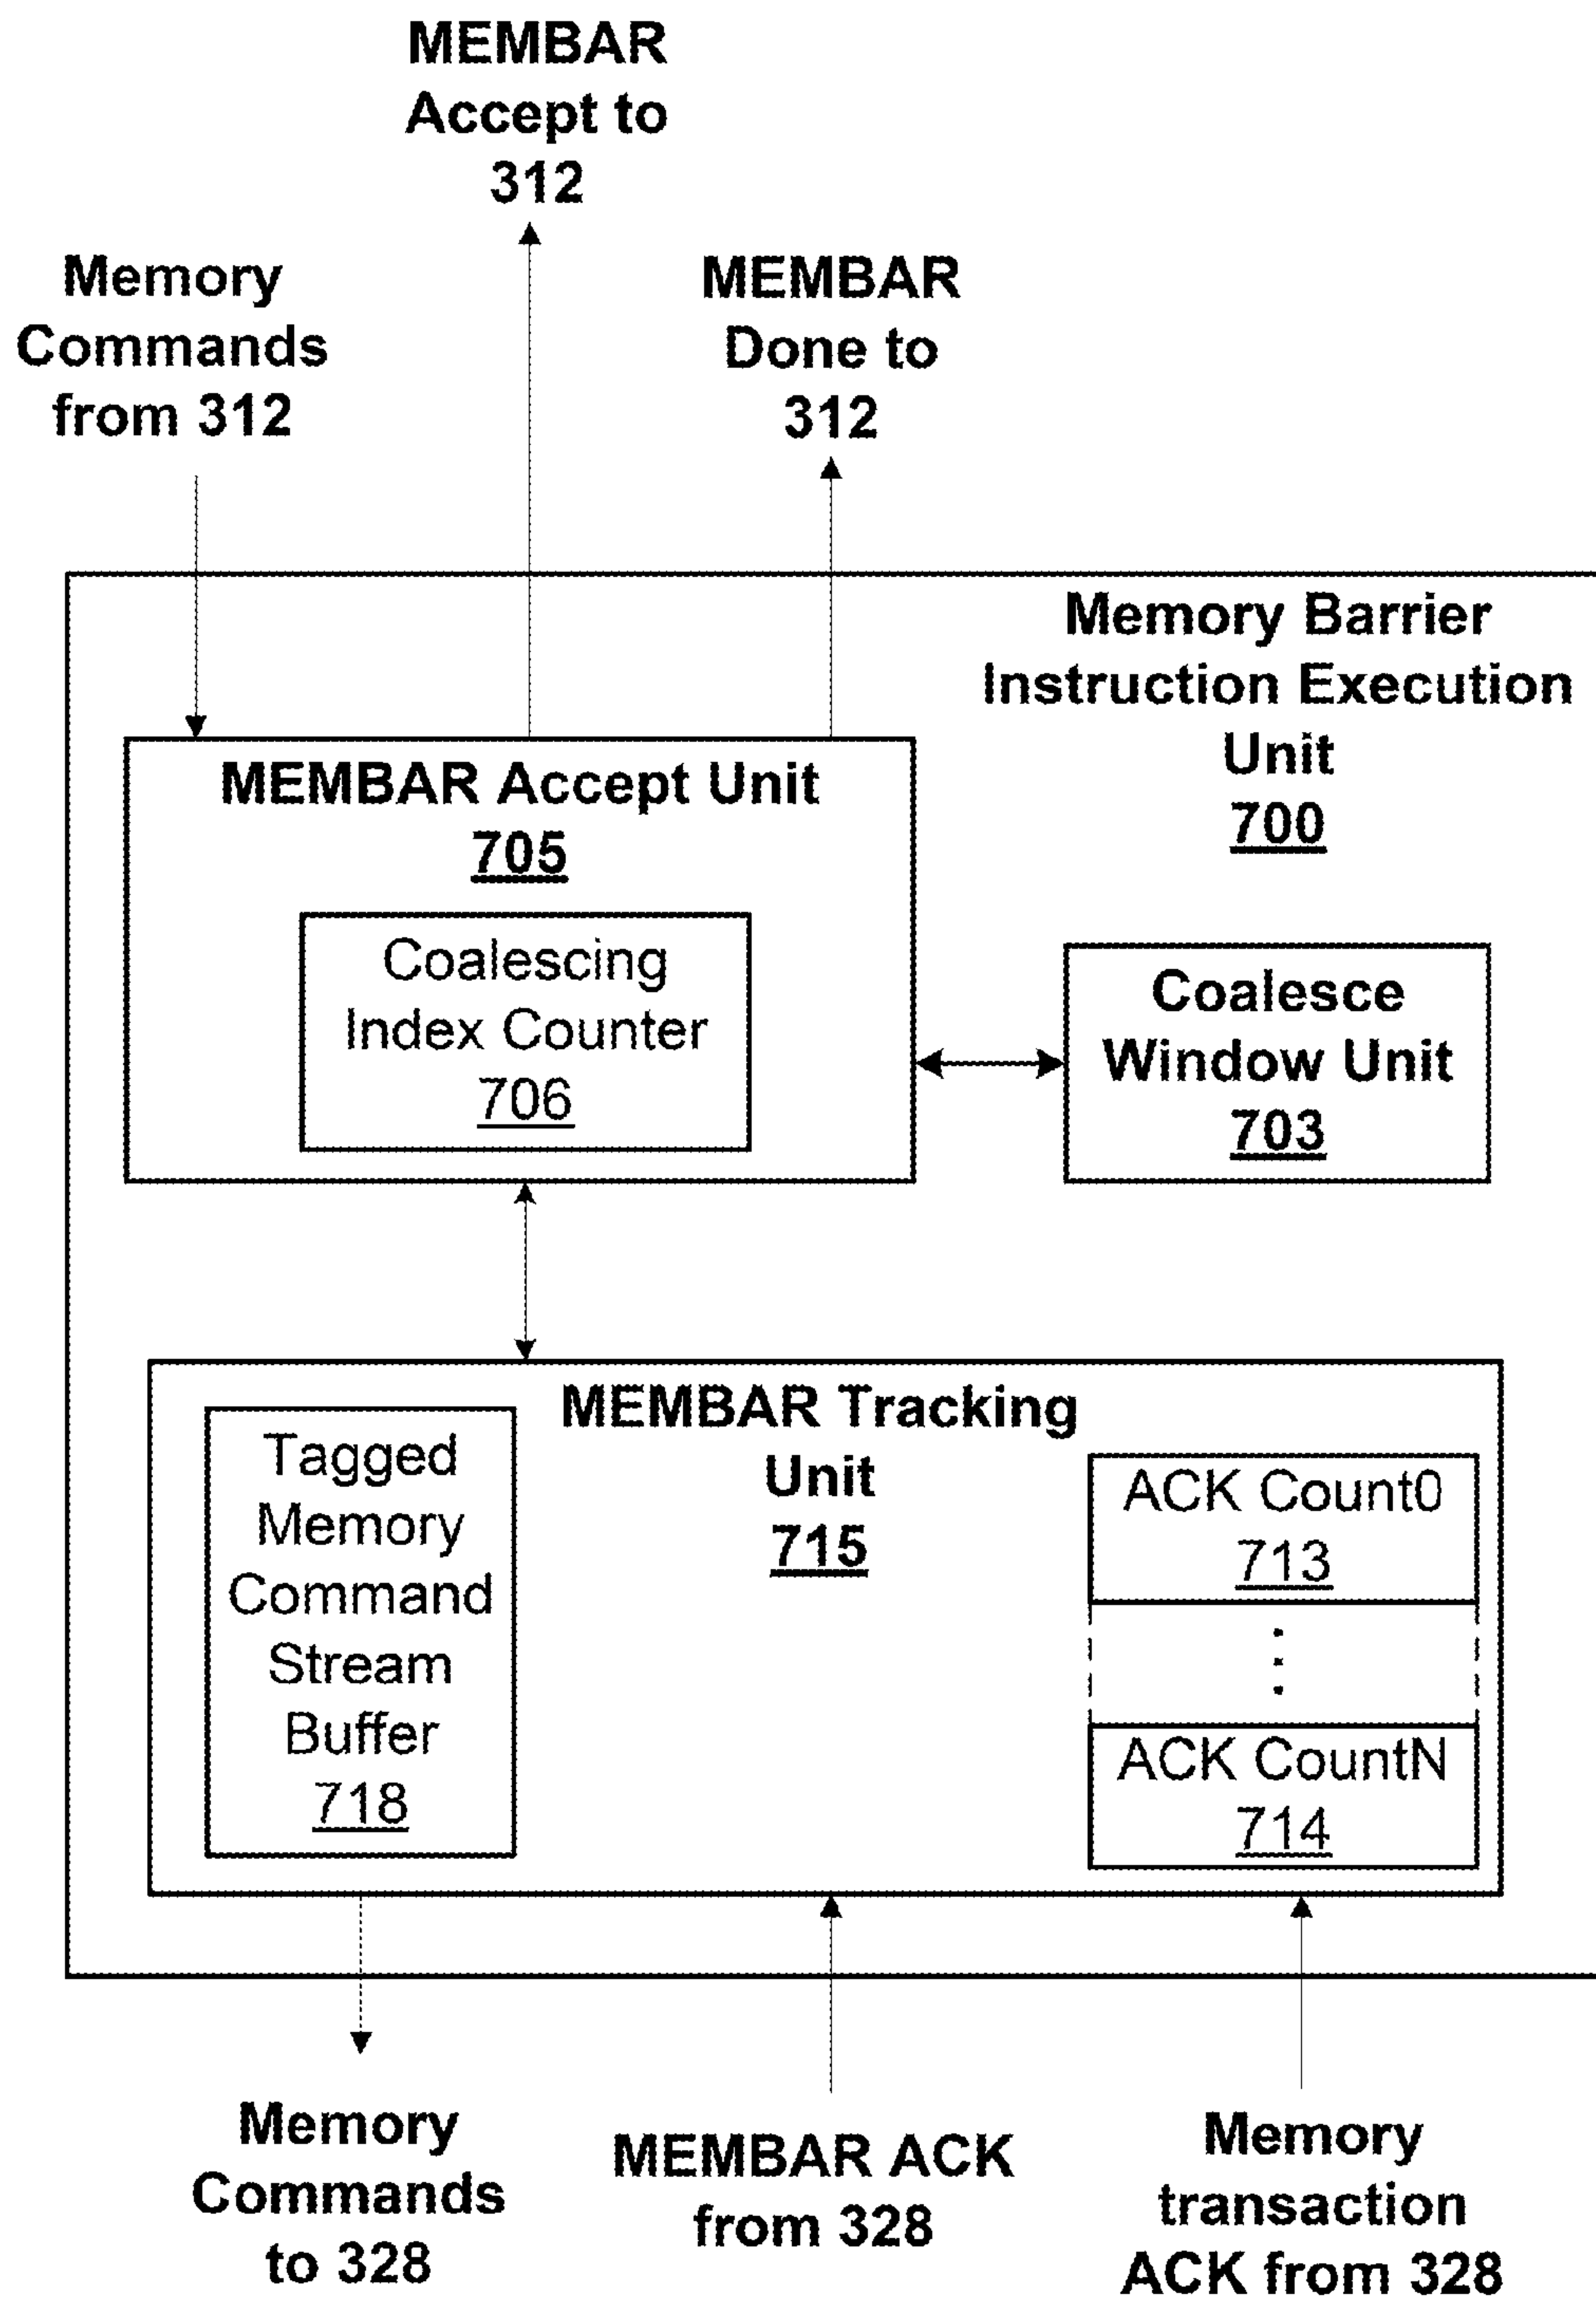 MEMBAR
Accept to
312
Memory
Commands
from 312
MEMBAR
Done to
312
Memory Barrier
Instruction Execution
Unit
700
MEMBAR Accept Unit
705
Coalescing
Index Counter
706
Coalesce
Window Unit
703
MEMBAR Tracking
Unit
715
Tagged
Memory
Command
Stream
Buffer
718
ACK Count0
713
ACK CountN
714
Memory
Commands
to 328
MEMBAR ACK
from 328
Memory
transaction
ACK from 328